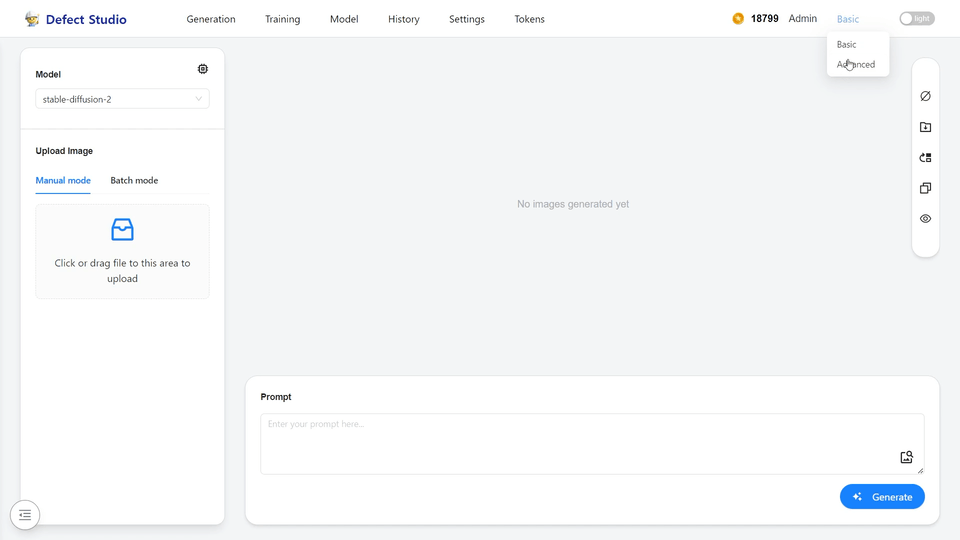 Defect Studio Generation Training Model History Settings Tokens 18799 Admin Basic light
Basic
Advanced
Model
stable-diffusion-2
Upload Image
Manual mode Batch mode
Click or drag file to this area to
upload
No images generated yet
Prompt
Enter your prompt here...
Generate